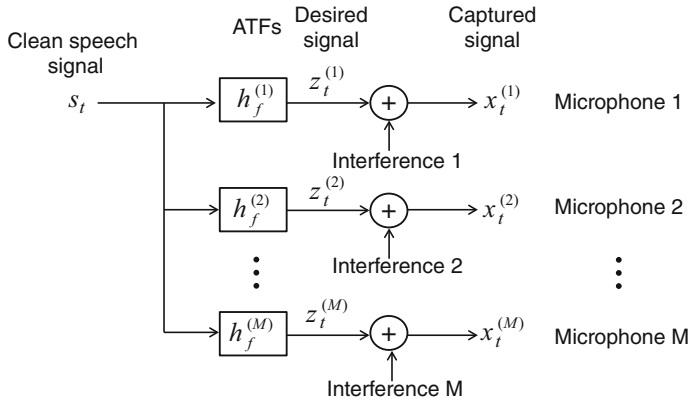 Clean speech signal
ATFs
Desired signal
Captured signal
s_t
h_f^{(1)}
z_t^{(1)}
+
x_t^{(1)}
Microphone 1
Interference 1
h_f^{(2)}
z_t^{(2)}
+
x_t^{(2)}
Microphone 2
Interference 2
h_f^{(M)}
z_t^{(M)}
+
x_t^{(M)}
Microphone M
Interference M